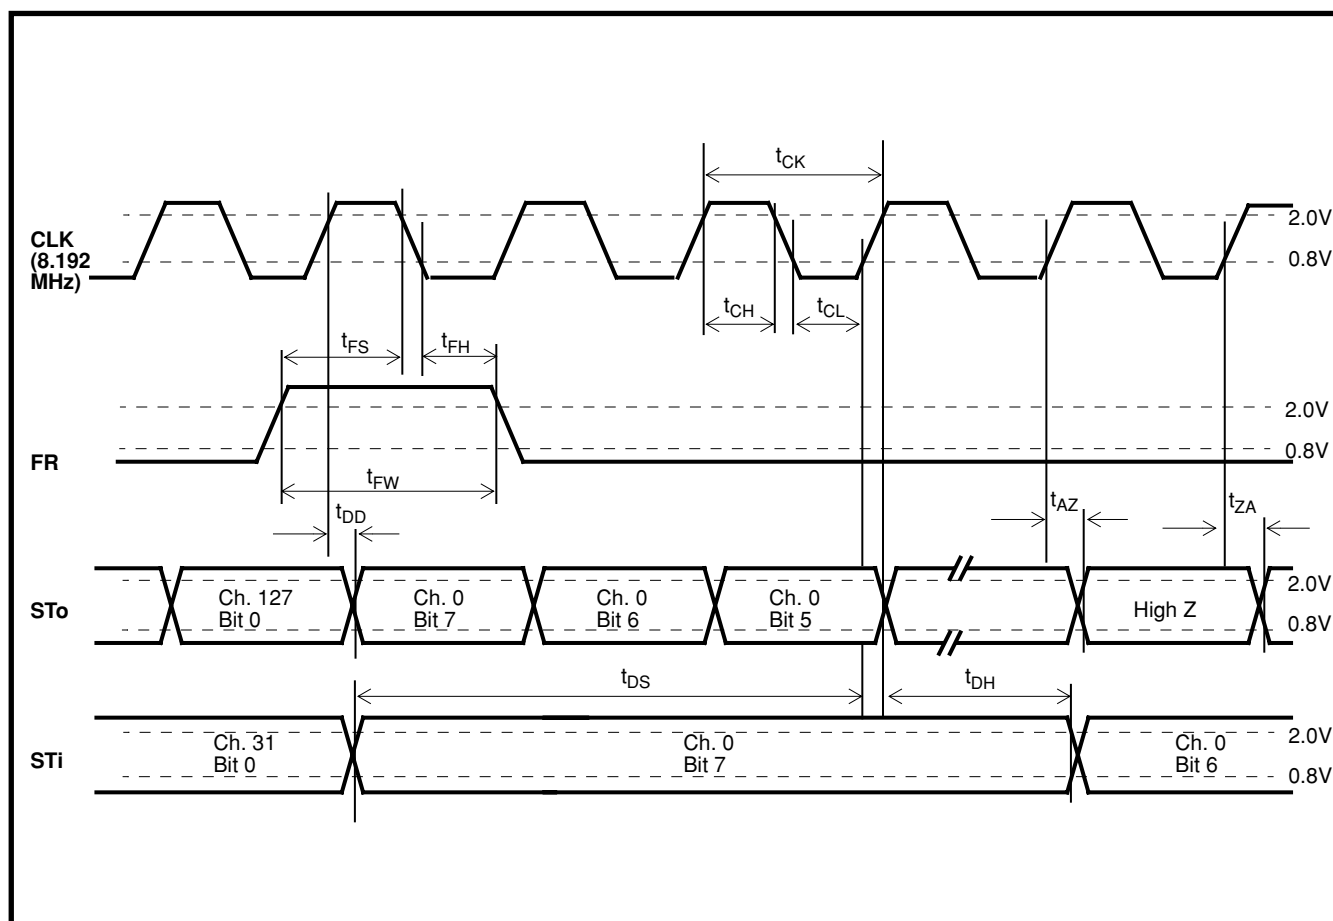 tCK
CLK
(8.192
MHz)
2.0V
0.8V
tCH
tCL
tFS
tFH
2.0V
0.8V
FR
tFW
tDD
tAZ
tZA
STo
Ch. 127
Bit 0
Ch. 0
Bit 7
Ch. 0
Bit 6
Ch. 0
Bit 5
High Z
2.0V
0.8V
tDS
tDH
STi
Ch. 31
Bit 0
Ch. 0
Bit 7
Ch. 0
Bit 6
2.0V
0.8V